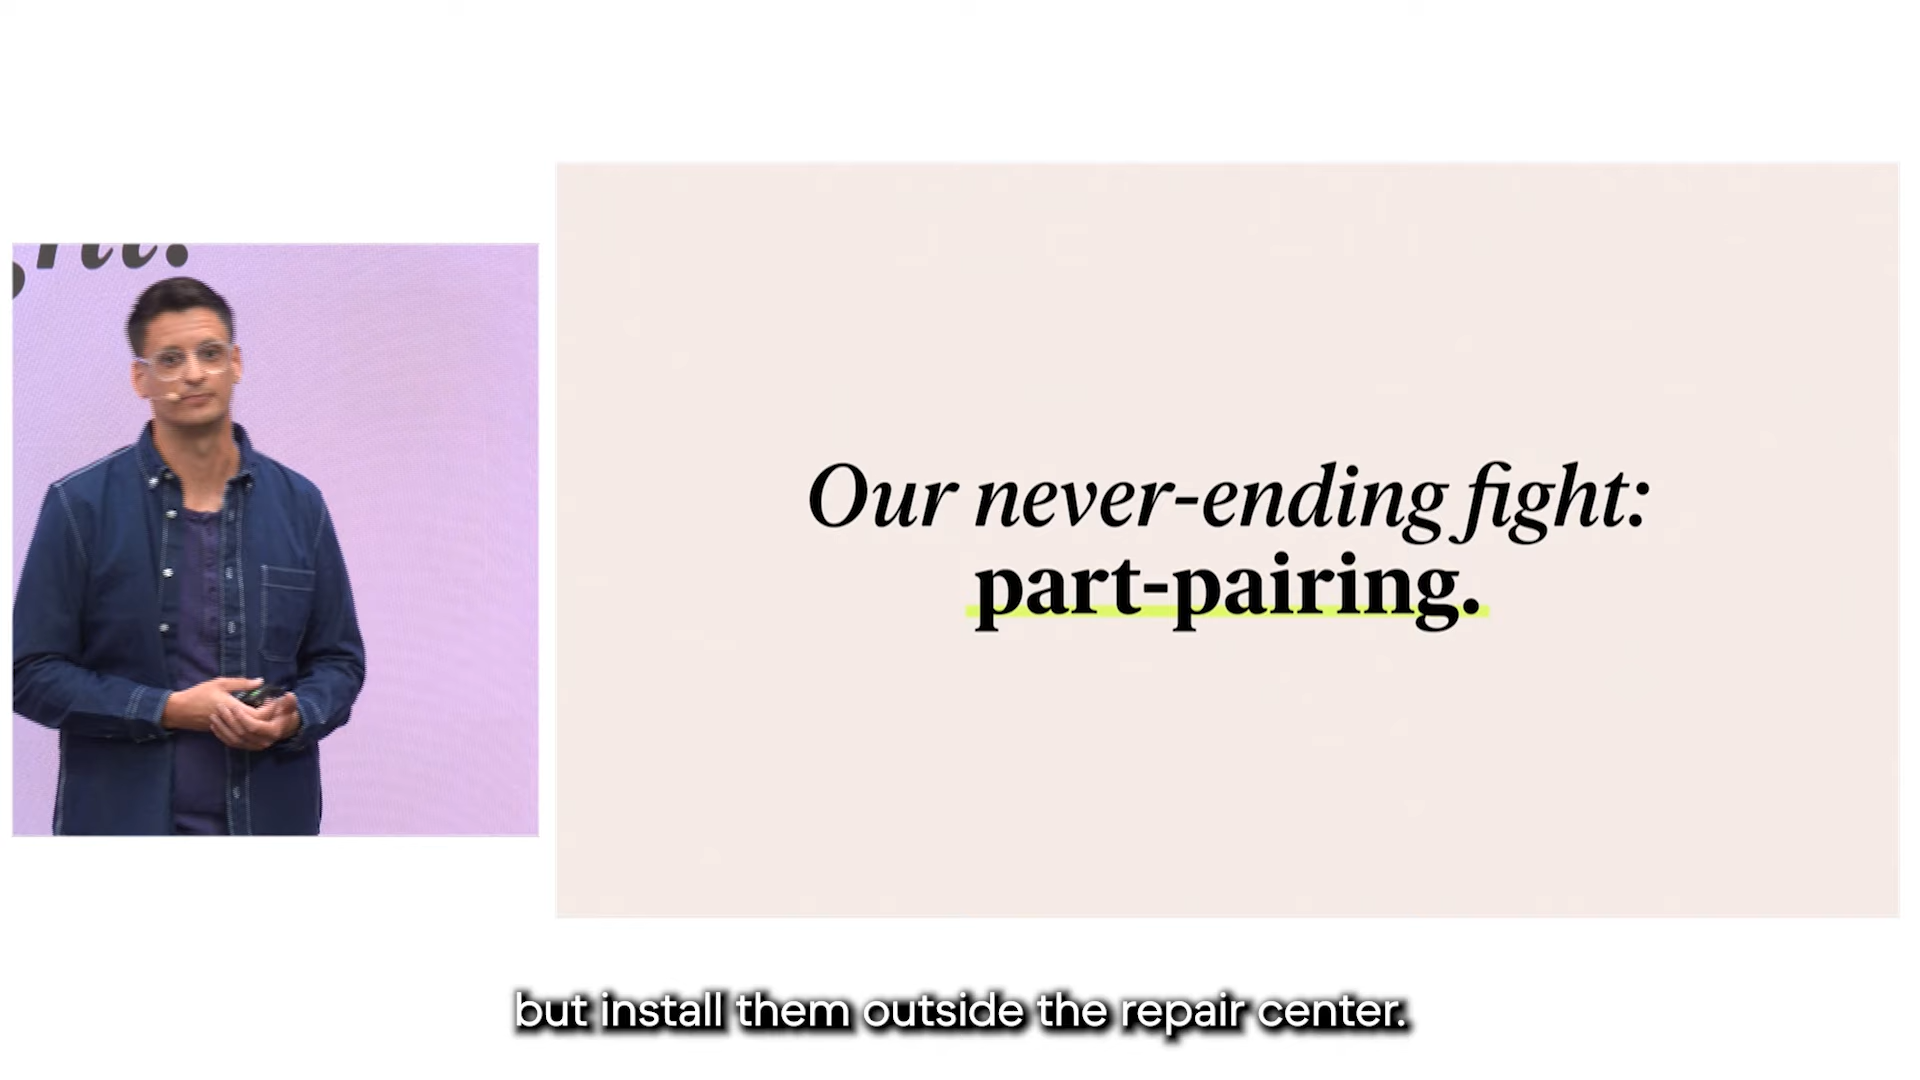 Our never-ending fight:
part-pairing.
but install them outside the repair center.